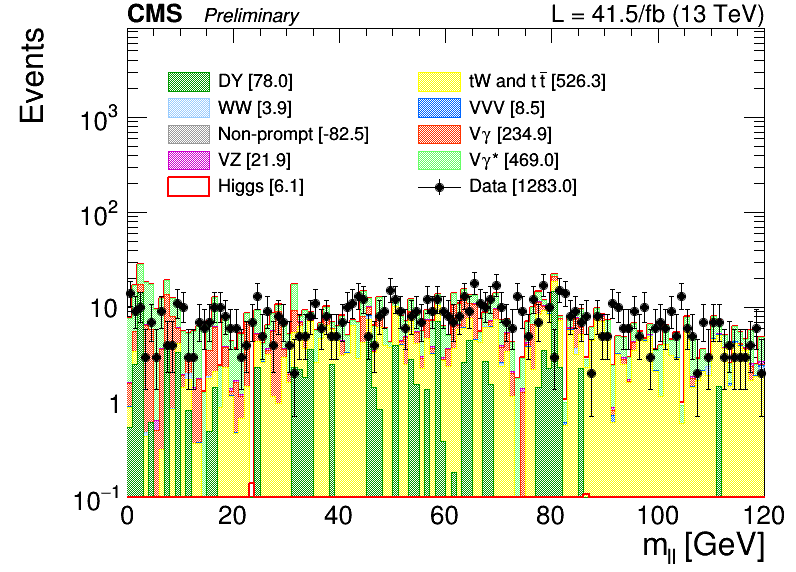 CMS Preliminary L = 41.5/fb (13 TeV)
Events
DY [78.0] tW and t t̄ [526.3]
WW [3.9] VVV [8.5]
Non-prompt [-82.5] Vγ [234.9]
VZ [21.9] Vγ* [469.0]
Higgs [6.1] Data [1283.0]
10³
10²
10
1
10⁻¹
0 20 40 60 80 100 120
m_ll [GeV]